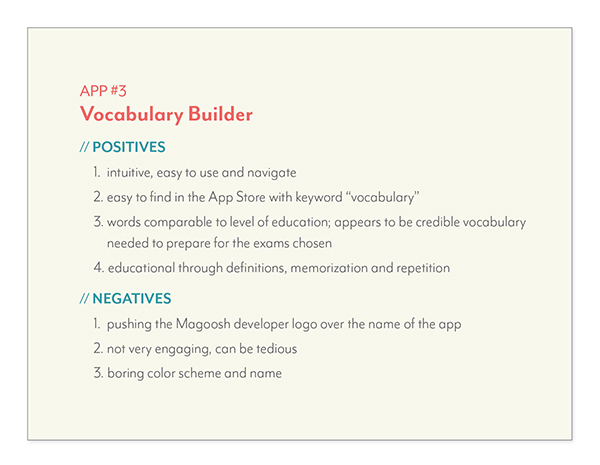 APP #3
Vocabulary Builder
// POSITIVES
1. intuitive, easy to use and navigate
2. easy to find in the App Store with keyword “vocabulary”
3. words comparable to level of education; appears to be credible vocabulary
needed to prepare for the exams chosen
4. educational through definitions, memorization and repetition
// NEGATIVES
1. pushing the Magoosh developer logo over the name of the app
2. not very engaging, can be tedious
3. boring color scheme and name